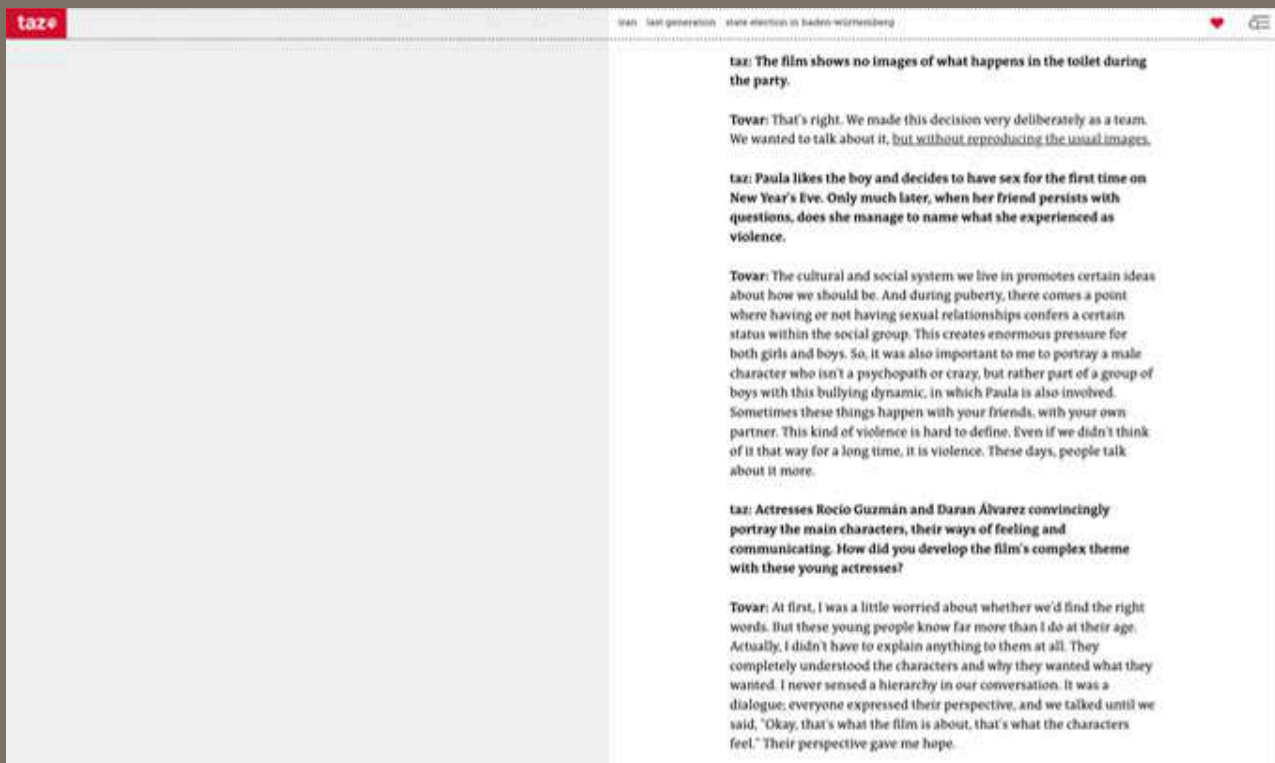 taz
iran last generation state election in baden-württemberg
taz: The film shows no images of what happens in the toilet during
the party.
Tovar: That's right. We made this decision very deliberately as a team.
We wanted to talk about it, but without reproducing the usual images.
taz: Paula likes the boy and decides to have sex for the first time on
New Year's Eve. Only much later, when her friend persists with
questions, does she manage to name what she experienced as
violence.
Tovar: The cultural and social system we live in promotes certain ideas
about how we should be. And during puberty, there comes a point
where having or not having sexual relationships confers a certain
status within the social group. This creates enormous pressure for
both girls and boys. So, it was also important to me to portray a male
character who isn't a psychopath or crazy, but rather part of a group of
boys with this bullying dynamic, in which Paula is also involved.
Sometimes these things happen with your friends, with your own
partner. This kind of violence is hard to define. Even if we didn't think
of it that way for a long time, it is violence. These days, people talk
about it more.
taz: Actresses Rocío Guzmán and Daran Álvarez convincingly
portray the main characters, their ways of feeling and
communicating. How did you develop the film's complex theme
with these young actresses?
Tovar: At first, I was a little worried about whether we'd find the right
words. But these young people know far more than I do at their age.
Actually, I didn't have to explain anything to them at all. They
completely understood the characters and why they wanted what they
wanted. I never sensed a hierarchy in our conversation. It was a
dialogue; everyone expressed their perspective, and we talked until we
said, "Okay, that's what the film is about, that's what the characters
feel." Their perspective gave me hope.